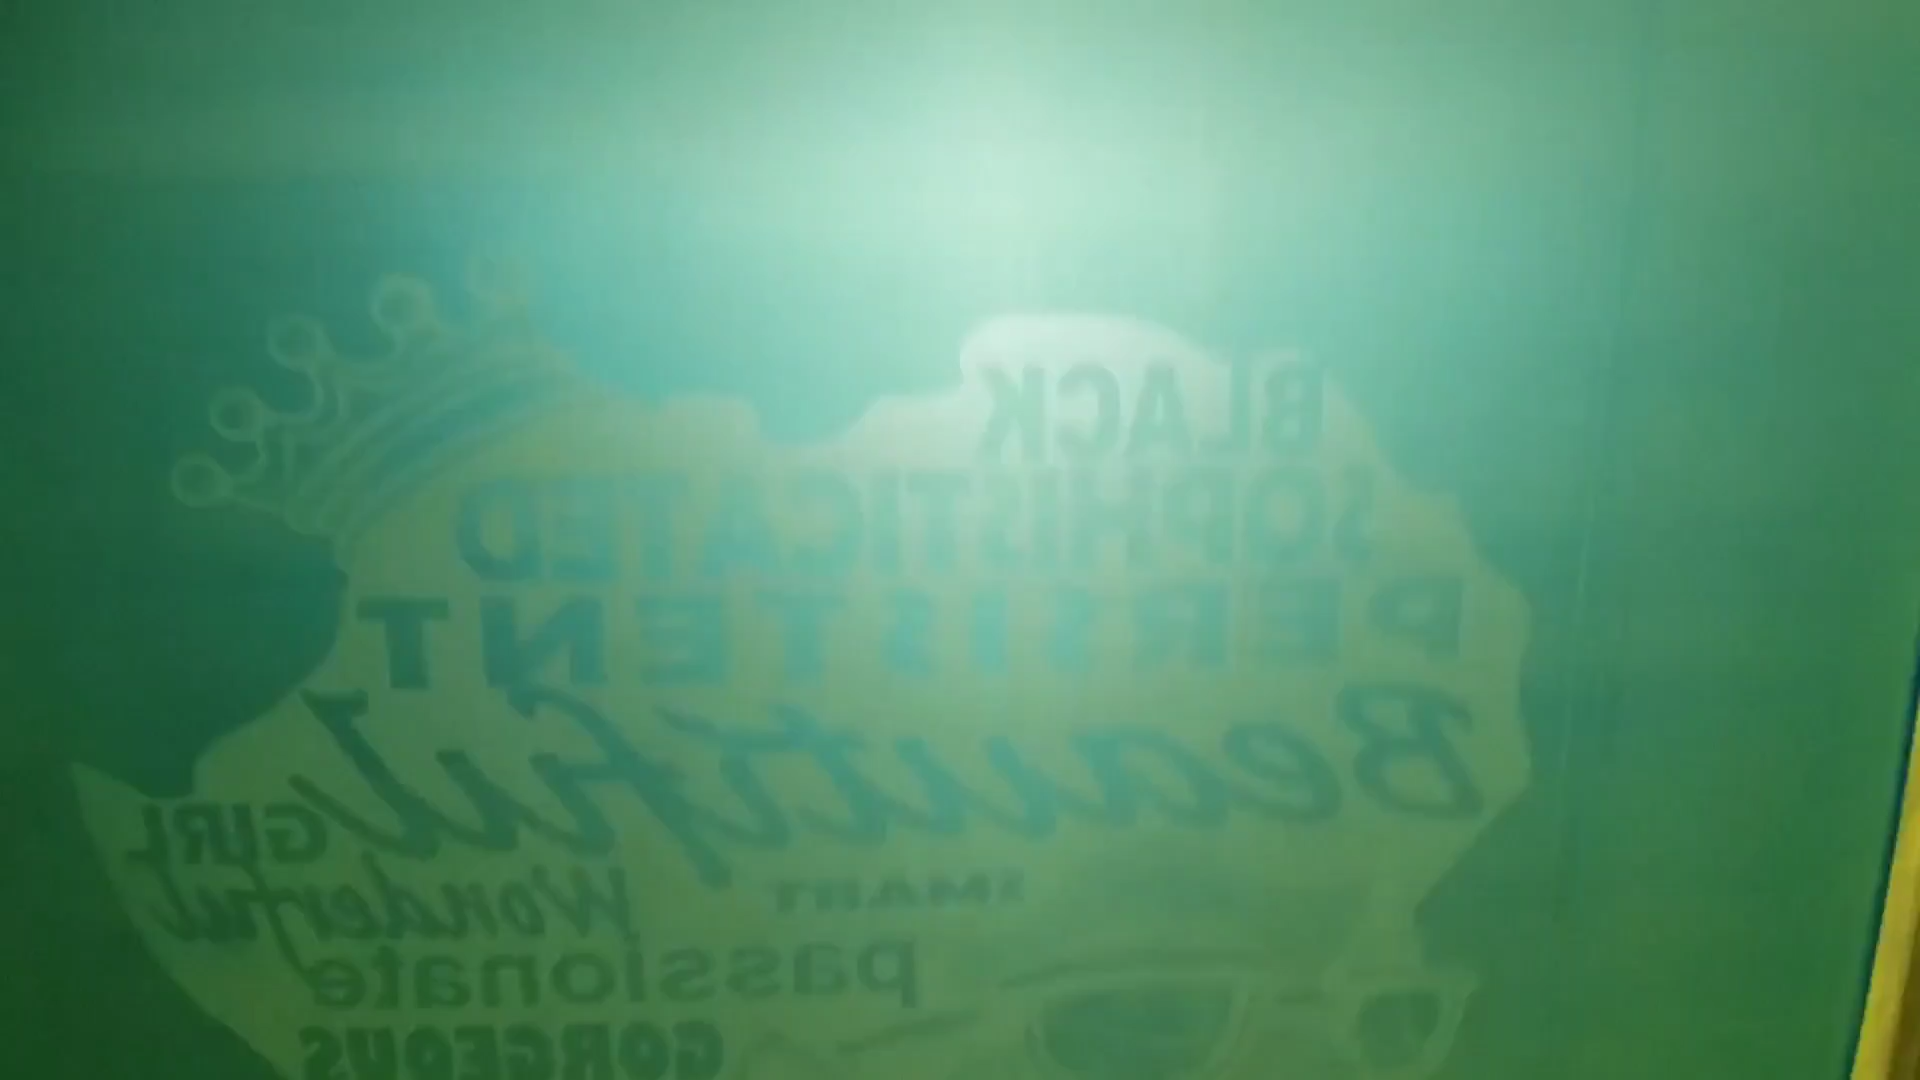 BLACK
SOPHISTICATED
PERSISTENT
Beautiful
GIRL
Wonderful
SMART
passionate
GORGEOUS